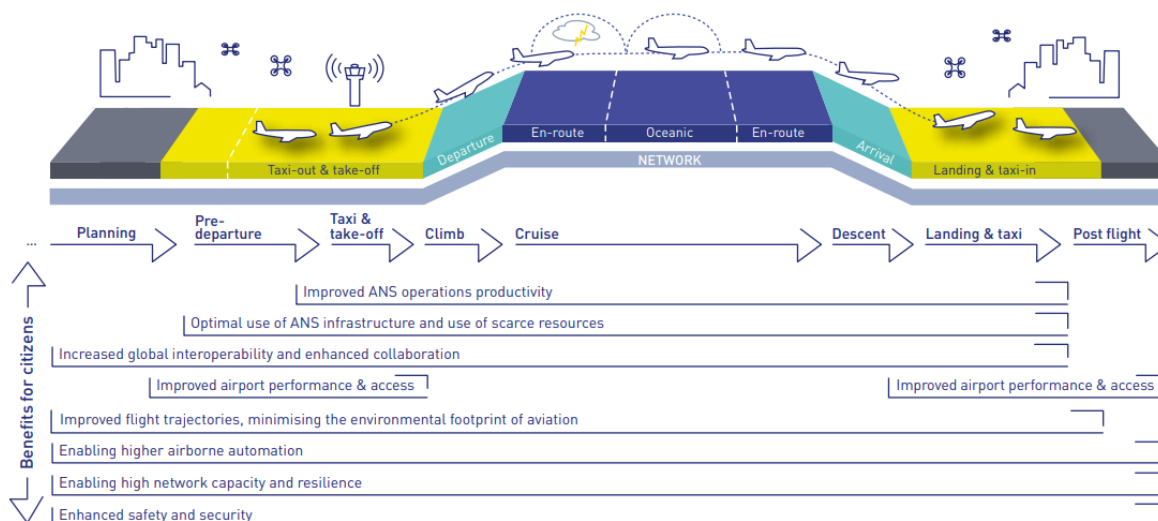 En-route
Oceanic
En-route
Departure
NETWORK
Arrival
Taxi-out & take-off
Landing & taxi-in
...
Planning
Pre-
departure
Taxi &
take-off
Climb
Cruise
Descent
Landing & taxi
Post flight
Benefits for citizens
Improved ANS operations productivity
Optimal use of ANS infrastructure and use of scarce resources
Increased global interoperability and enhanced collaboration
Improved airport performance & access
Improved airport performance & access
Improved flight trajectories, minimising the environmental footprint of aviation
Enabling higher airborne automation
Enabling high network capacity and resilience
Enhanced safety and security